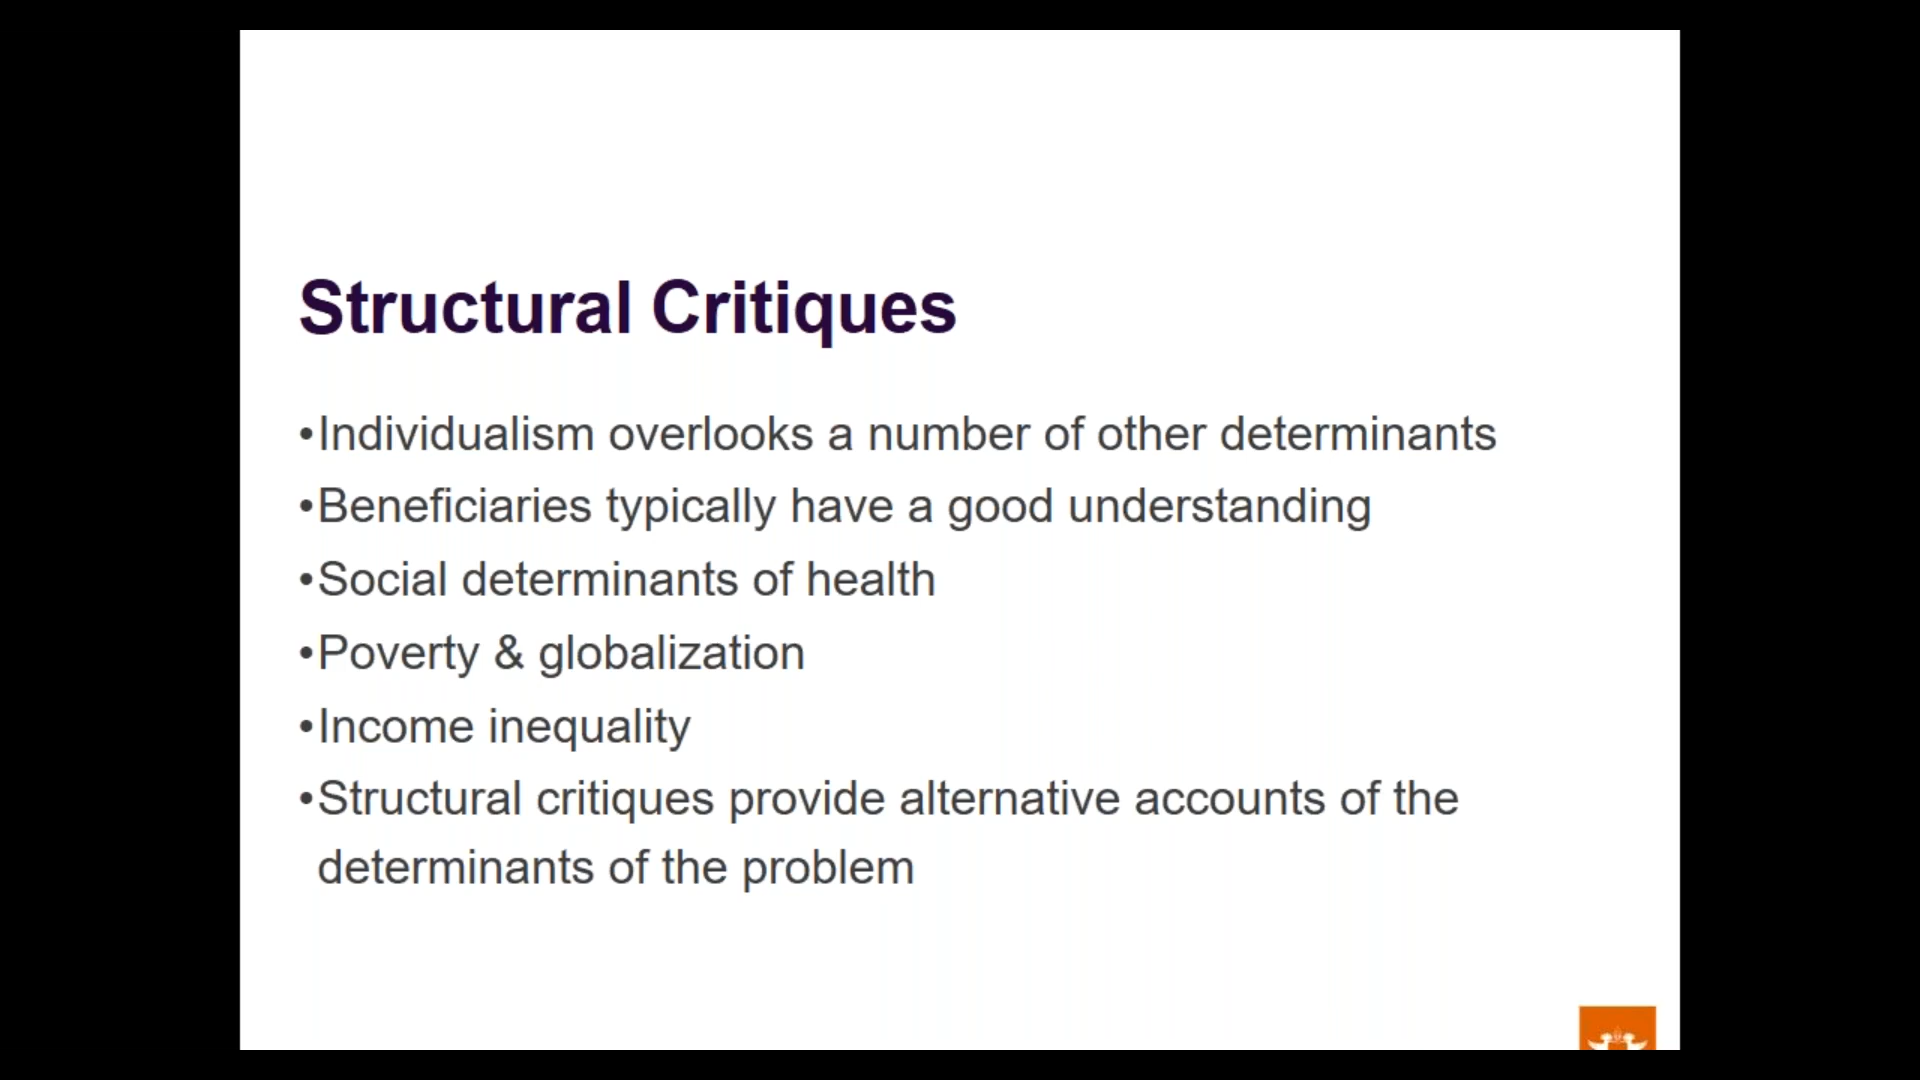 Structural Critiques
•Individualism overlooks a number of other determinants
•Beneficiaries typically have a good understanding
•Social determinants of health
•Poverty & globalization
•Income inequality
•Structural critiques provide alternative accounts of the
determinants of the problem